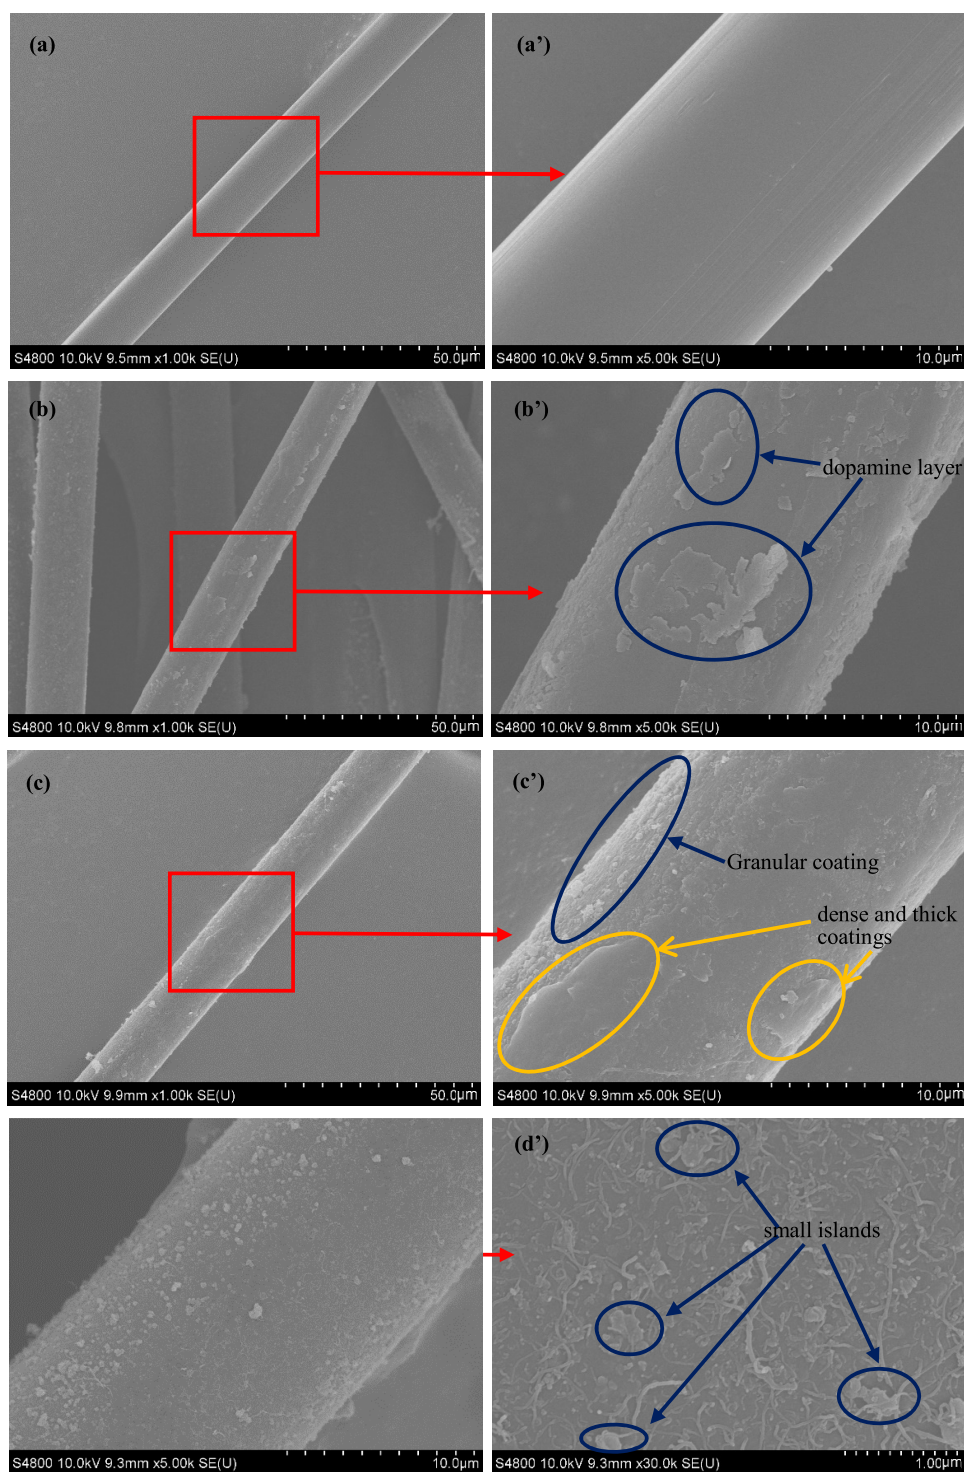 (a)
(a’)
S4800 10.0kV 9.5mm x1.00k SE(U) 50.0µm
S4800 10.0kV 9.5mm x5.00k SE(U) 10.0µm
(b)
(b’)
dopamine layer
S4800 10.0kV 9.8mm x1.00k SE(U) 50.0µm
S4800 10.0kV 9.8mm x5.00k SE(U) 10.0µm
(c)
(c’)
Granular coating
dense and thick
coatings
S4800 10.0kV 9.9mm x1.00k SE(U) 50.0µm
S4800 10.0kV 9.9mm x5.00k SE(U) 10.0µm
(d’)
small islands
S4800 10.0kV 9.3mm x5.00k SE(U) 10.0µm
S4800 10.0kV 9.3mm x30.0k SE(U) 1.00µm